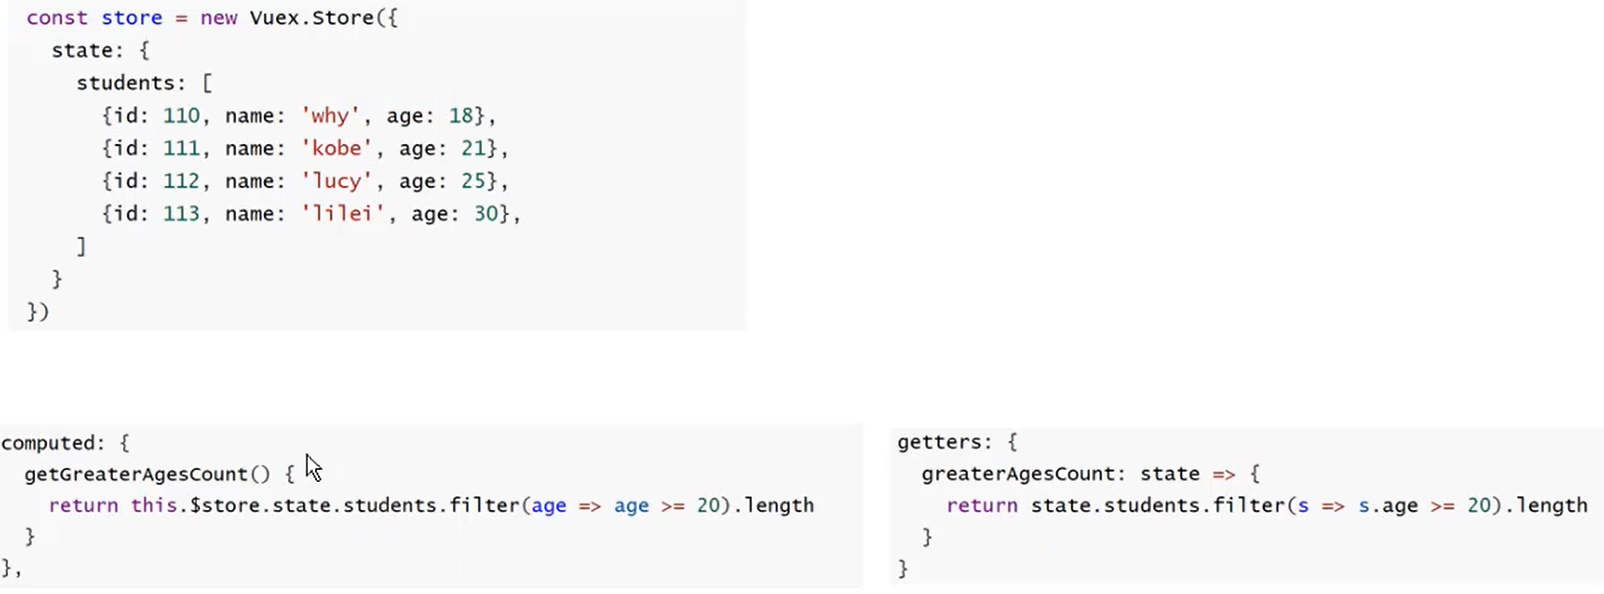 const store = new Vuex.Store({
  state: {
    students: [
      {id: 110, name: 'why', age: 18},
      {id: 111, name: 'kobe', age: 21},
      {id: 112, name: 'lucy', age: 25},
      {id: 113, name: 'lilei', age: 30},
    ]
  }
})
computed: {
  getGreaterAgesCount() {
    return this.$store.state.students.filter(age => age >= 20).length
  }
},
getters: {
  greaterAgesCount: state => {
    return state.students.filter(s => s.age >= 20).length
  }
}